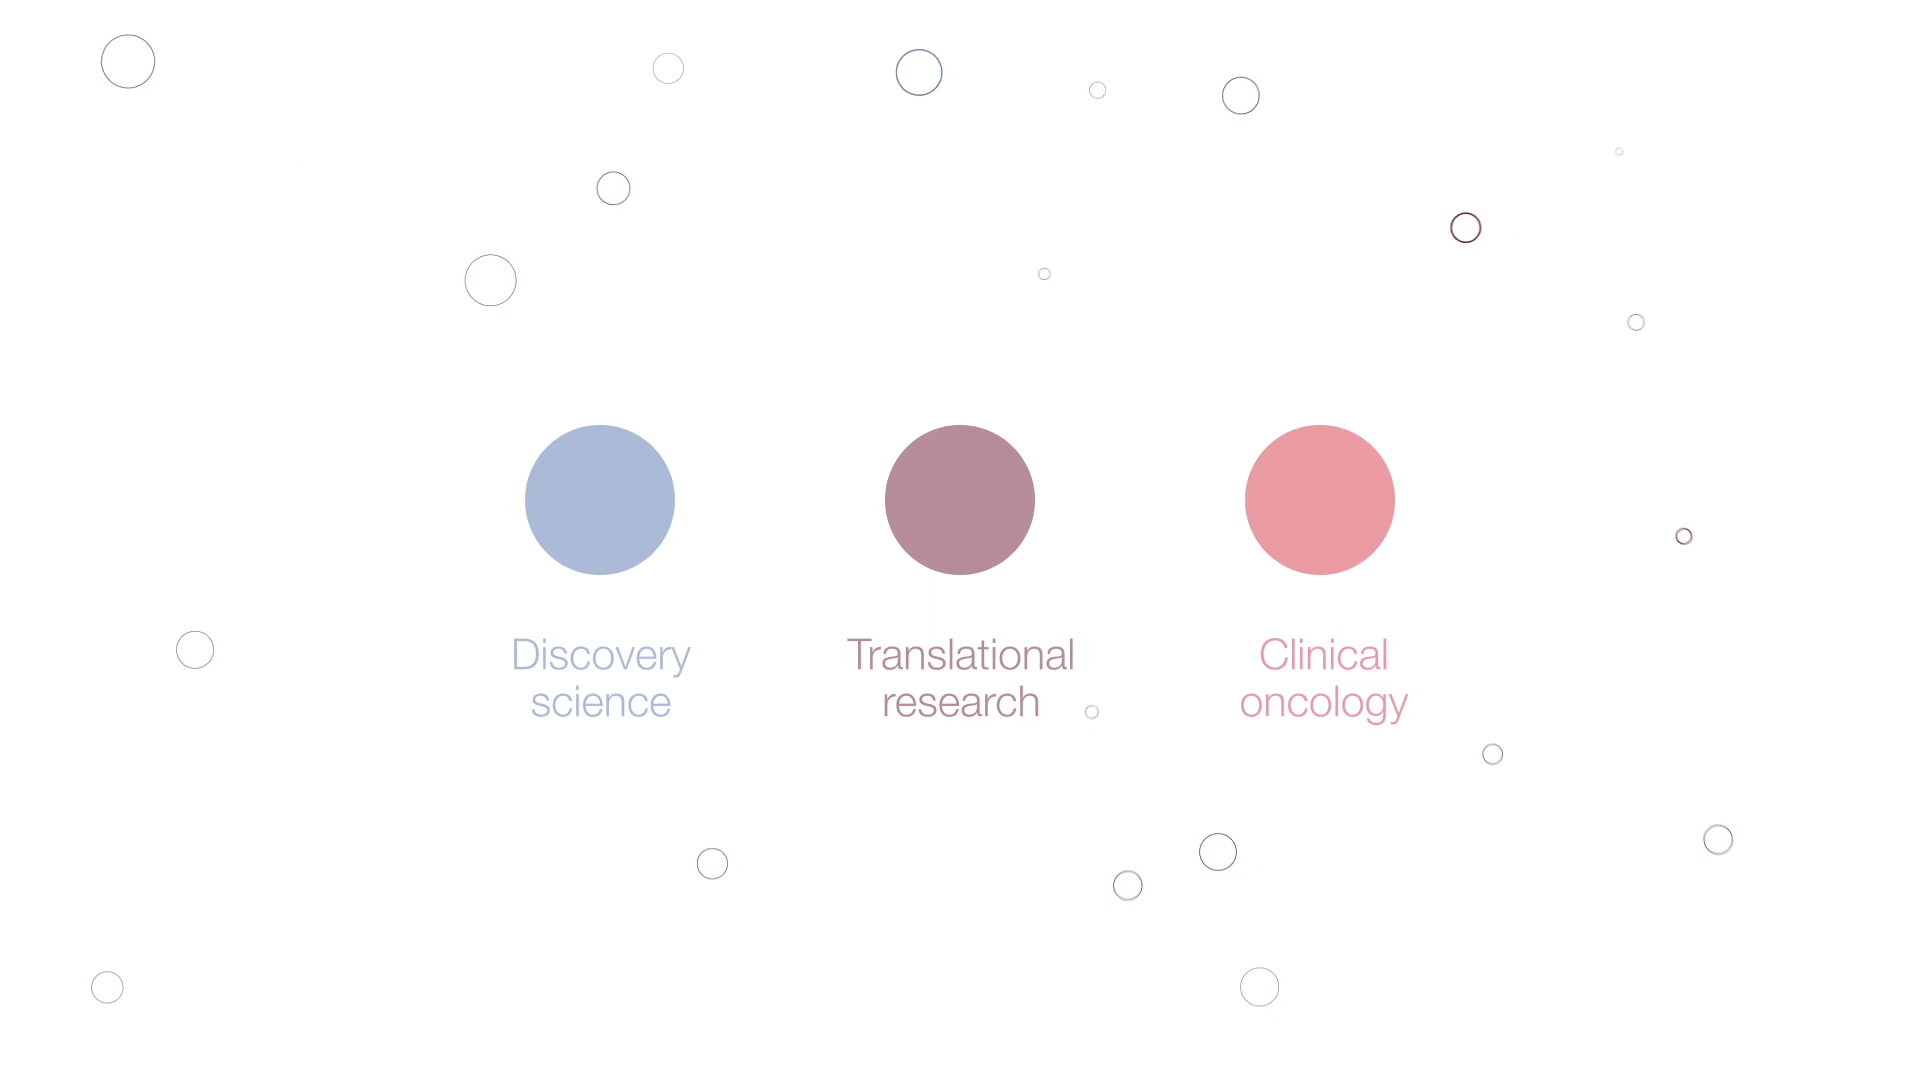 Discovery
science
Translational
research
Clinical
oncology